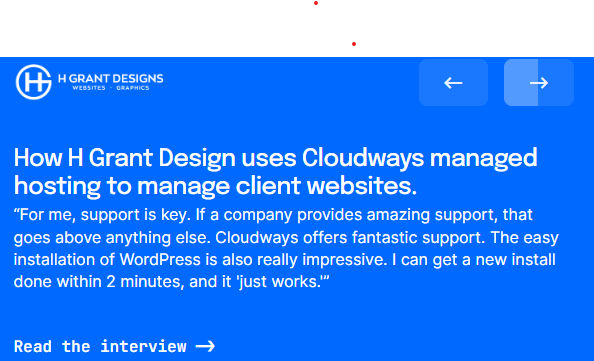 H GRANT DESIGNS
WEBSITES · GRAPHICS
How H Grant Design uses Cloudways managed
hosting to manage client websites.
“For me, support is key. If a company provides amazing support, that
goes above anything else. Cloudways offers fantastic support. The easy
installation of WordPress is also really impressive. I can get a new install
done within 2 minutes, and it 'just works.'”
Read the interview →